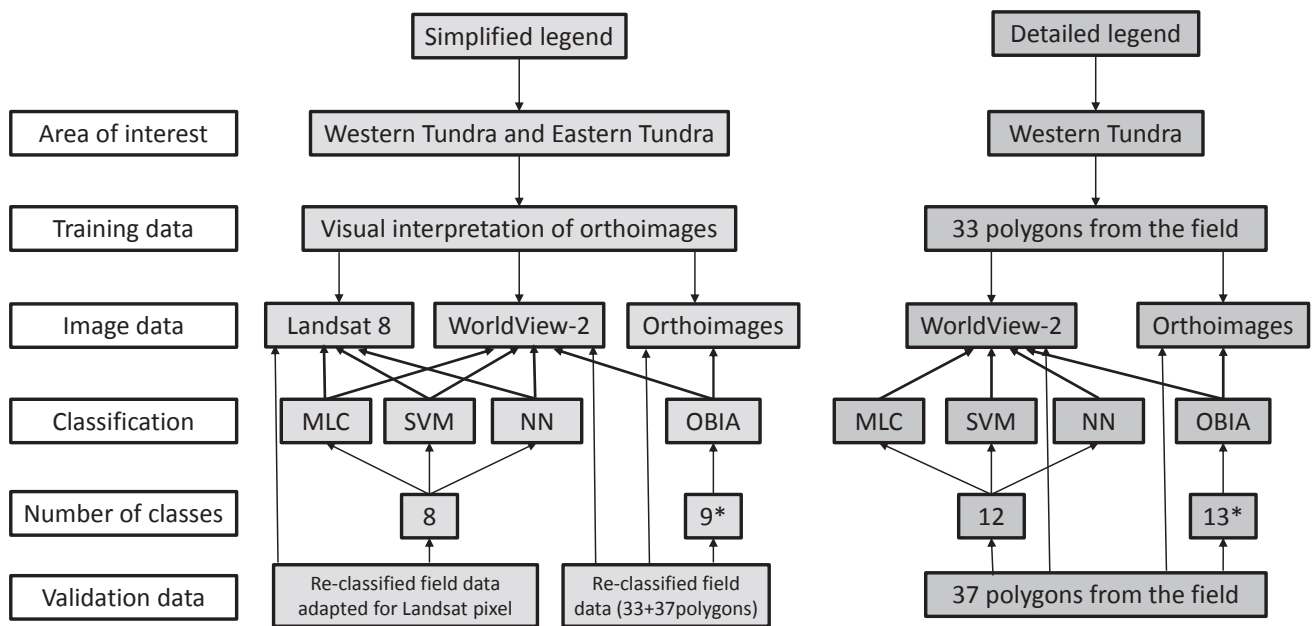 Simplified legend
Detailed legend
Area of interest
Western Tundra and Eastern Tundra
Western Tundra
Training data
Visual interpretation of orthoimages
33 polygons from the field
Image data
Landsat 8
WorldView-2
Orthoimages
WorldView-2
Orthoimages
Classification
MLC
SVM
NN
OBIA
MLC
SVM
NN
OBIA
Number of classes
8
9*
12
13*
Validation data
Re-classified field data
adapted for Landsat pixel
Re-classified field
data (33+37polygons)
37 polygons from the field